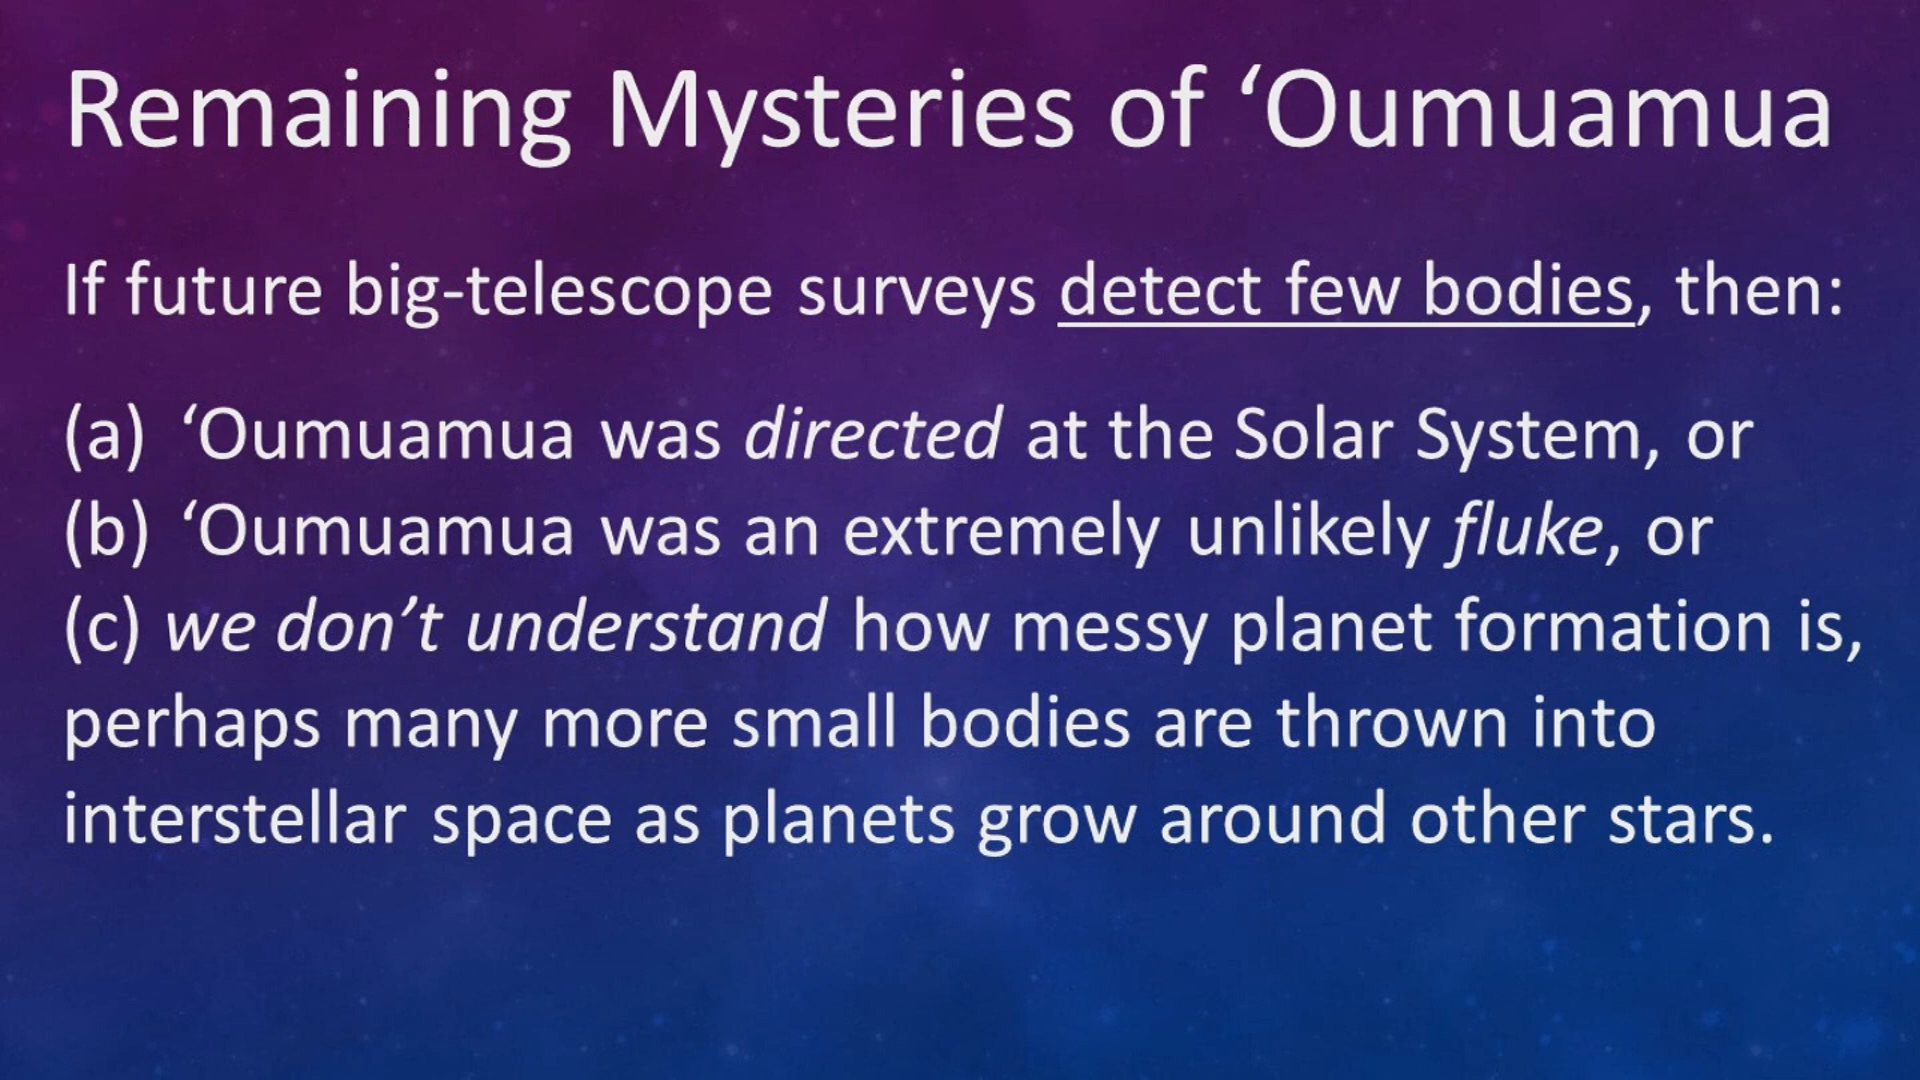 Remaining Mysteries of ‘Oumuamua
If future big-telescope surveys detect few bodies, then:
(a) ‘Oumuamua was directed at the Solar System, or
(b) ‘Oumuamua was an extremely unlikely fluke, or
(c) we don’t understand how messy planet formation is,
perhaps many more small bodies are thrown into
interstellar space as planets grow around other stars.